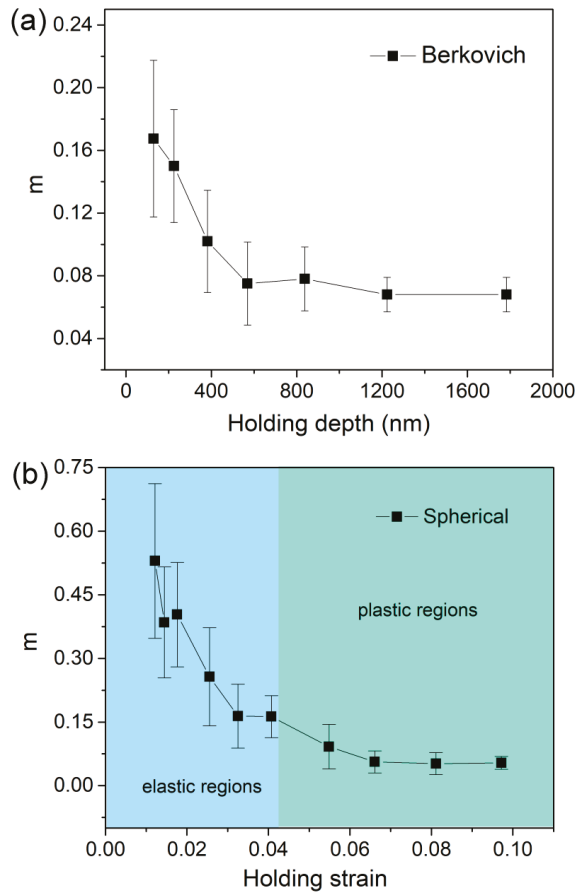 (a)
Berkovich
0.24
0.20
0.16
0.12
0.08
0.04
m
0 400 800 1200 1600 2000
Holding depth (nm)
(b)
Spherical
plastic regions
elastic regions
0.75
0.60
0.45
0.30
0.15
0.00
m
0.00 0.02 0.04 0.06 0.08 0.10
Holding strain